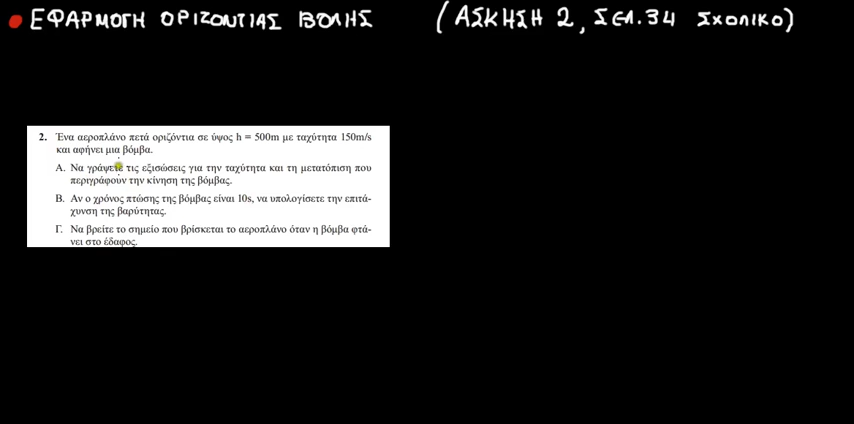 ΕΦΑΡΜΟΓΗ ΟΡΙΖΟΝΤΙΑΣ ΒΟΛΗΣ (ΑΣΚΗΣΗ 2, ΣΕΛ.34 ΣΧΟΛΙΚΟ)
2. Ένα αεροπλάνο πετά οριζόντια σε ύψος h = 500m με ταχύτητα 150m/s
και αφήνει μια βόμβα.
Α. Να γράψετε τις εξισώσεις για την ταχύτητα και τη μετατόπιση που
περιγράφουν την κίνηση της βόμβας.
Β. Αν ο χρόνος πτώσης της βόμβας είναι 10s, να υπολογίσετε την επιτά-
χυνση της βαρύτητας.
Γ. Να βρείτε το σημείο που βρίσκεται το αεροπλάνο όταν η βόμβα φτά-
νει στο έδαφος.